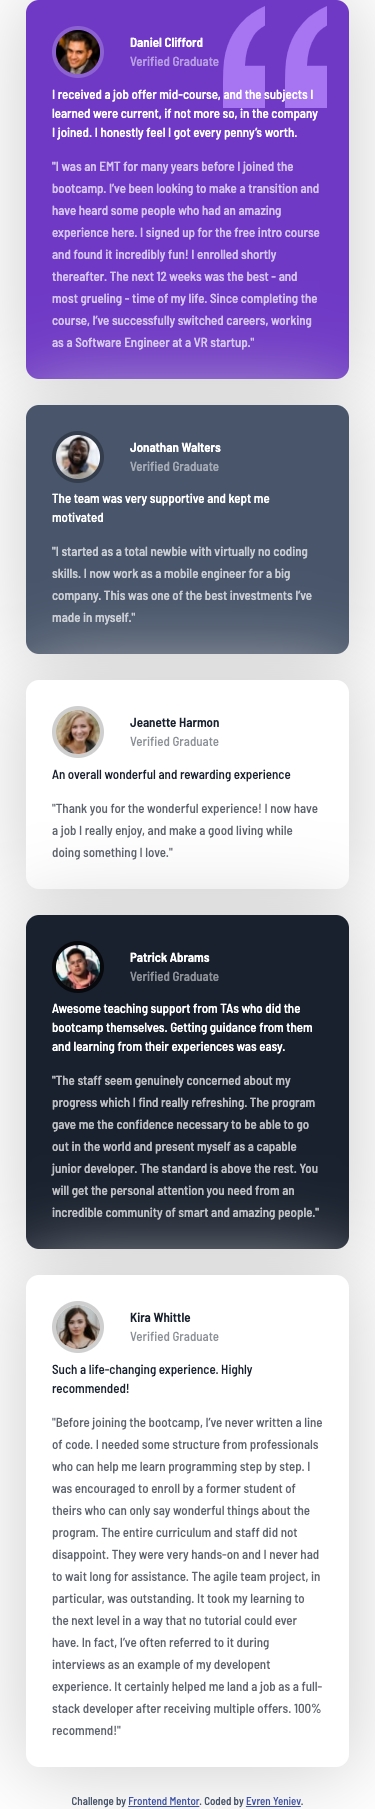 Daniel Clifford
Verified Graduate
I received a job offer mid-course, and the subjects I
learned were current, if not more so, in the company
I joined. I honestly feel I got every penny’s worth.
"I was an EMT for many years before I joined the
bootcamp. I’ve been looking to make a transition and
have heard some people who had an amazing
experience here. I signed up for the free intro course
and found it incredibly fun! I enrolled shortly
thereafter. The next 12 weeks was the best - and
most grueling - time of my life. Since completing the
course, I’ve successfully switched careers, working
as a Software Engineer at a VR startup."
Jonathan Walters
Verified Graduate
The team was very supportive and kept me
motivated
"I started as a total newbie with virtually no coding
skills. I now work as a mobile engineer for a big
company. This was one of the best investments I’ve
made in myself."
Jeanette Harmon
Verified Graduate
An overall wonderful and rewarding experience
"Thank you for the wonderful experience! I now have
a job I really enjoy, and make a good living while
doing something I love."
Patrick Abrams
Verified Graduate
Awesome teaching support from TAs who did the
bootcamp themselves. Getting guidance from them
and learning from their experiences was easy.
"The staff seem genuinely concerned about my
progress which I find really refreshing. The program
gave me the confidence necessary to be able to go
out in the world and present myself as a capable
junior developer. The standard is above the rest. You
will get the personal attention you need from an
incredible community of smart and amazing people."
Kira Whittle
Verified Graduate
Such a life-changing experience. Highly
recommended!
"Before joining the bootcamp, I’ve never written a line
of code. I needed some structure from professionals
who can help me learn programming step by step. I
was encouraged to enroll by a former student of
theirs who can only say wonderful things about the
program. The entire curriculum and staff did not
disappoint. They were very hands-on and I never had
to wait long for assistance. The agile team project, in
particular, was outstanding. It took my learning to
the next level in a way that no tutorial could ever
have. In fact, I’ve often referred to it during
interviews as an example of my developent
experience. It certainly helped me land a job as a full-
stack developer after receiving multiple offers. 100%
recommend!"
Challenge by Frontend Mentor. Coded by Evren Yeniev.